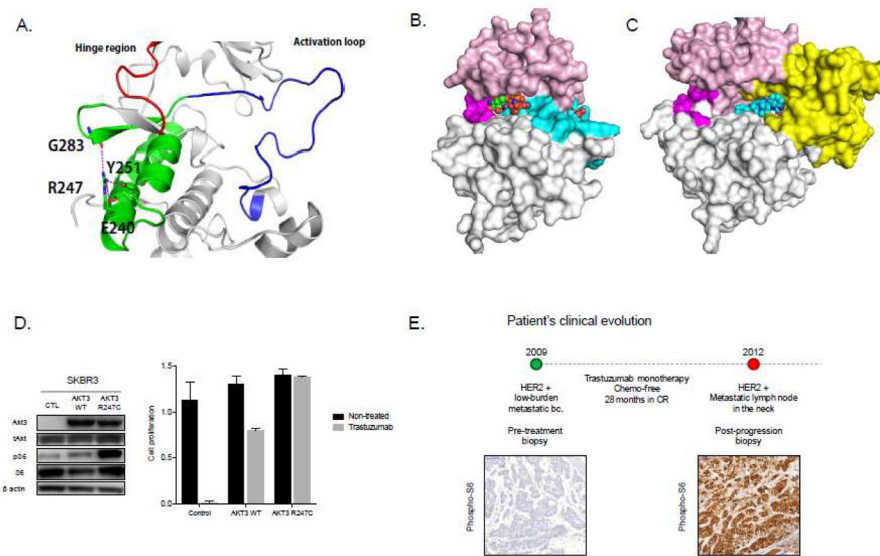 A.
Hinge region
Activation loop
G283
Y251
R247
E240
B.
C
D.
SKBR3
CTL
AKT3
WT
AKT3
R247C
Akt3
tAkt
pS6
S6
β actin
Cell proliferation
1.5
1.0
0.5
0.0
Control
AKT3 WT
AKT3 R247C
Non-treated
Trastuzumab
E.
Patient's clinical evolution
2009
2012
HER2 +
low-burden
metastatic bc.
Trastuzumab monotherapy
Chemo-free
28 months in CR
HER2 +
Metastatic lymph node
in the neck
Pre-treatment
biopsy
Post-progression
biopsy
Phospho-S6
Phospho-S6